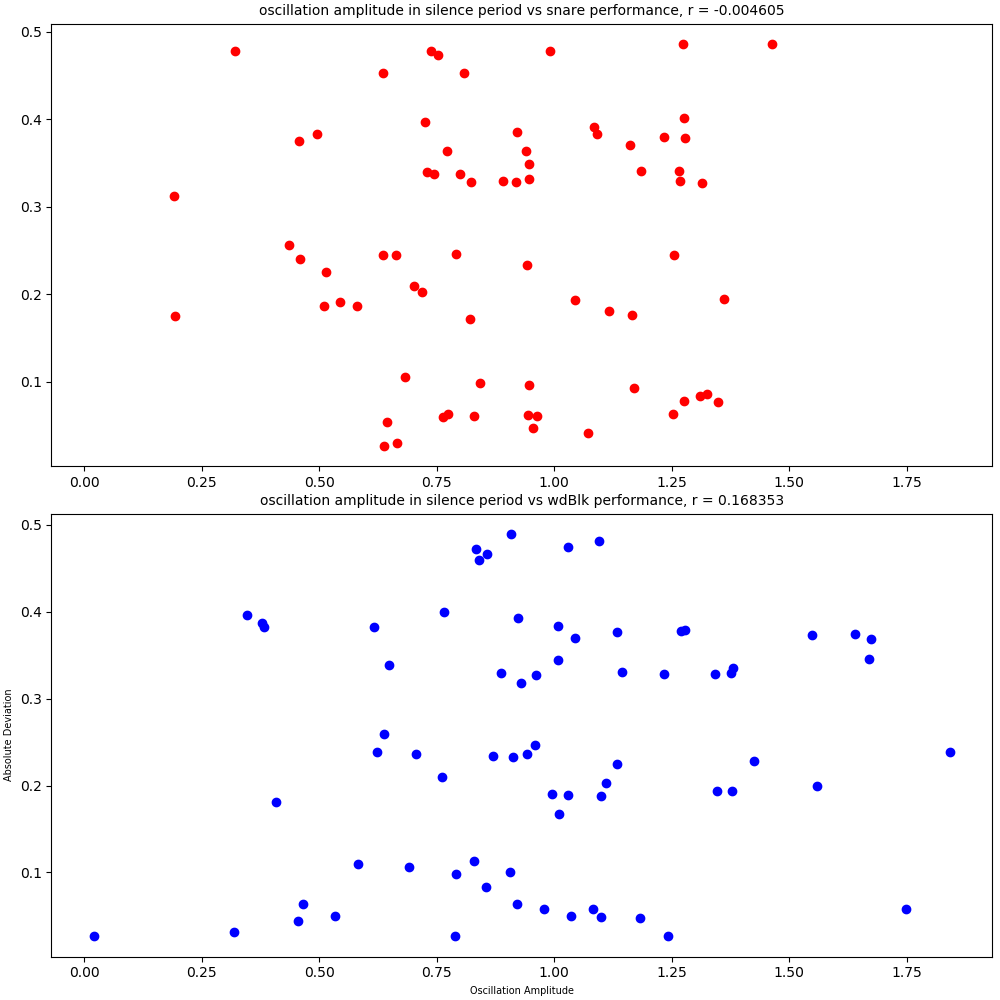 oscillation amplitude in silence period vs snare performance, r = -0.004605
0.5
0.4
0.3
0.2
0.1
0.00 0.25 0.50 0.75 1.00 1.25 1.50 1.75
oscillation amplitude in silence period vs wdBlk performance, r = 0.168353
0.5
0.4
0.3
0.2
0.1
Absolute Deviation
0.00 0.25 0.50 0.75 1.00 1.25 1.50 1.75
Oscillation Amplitude